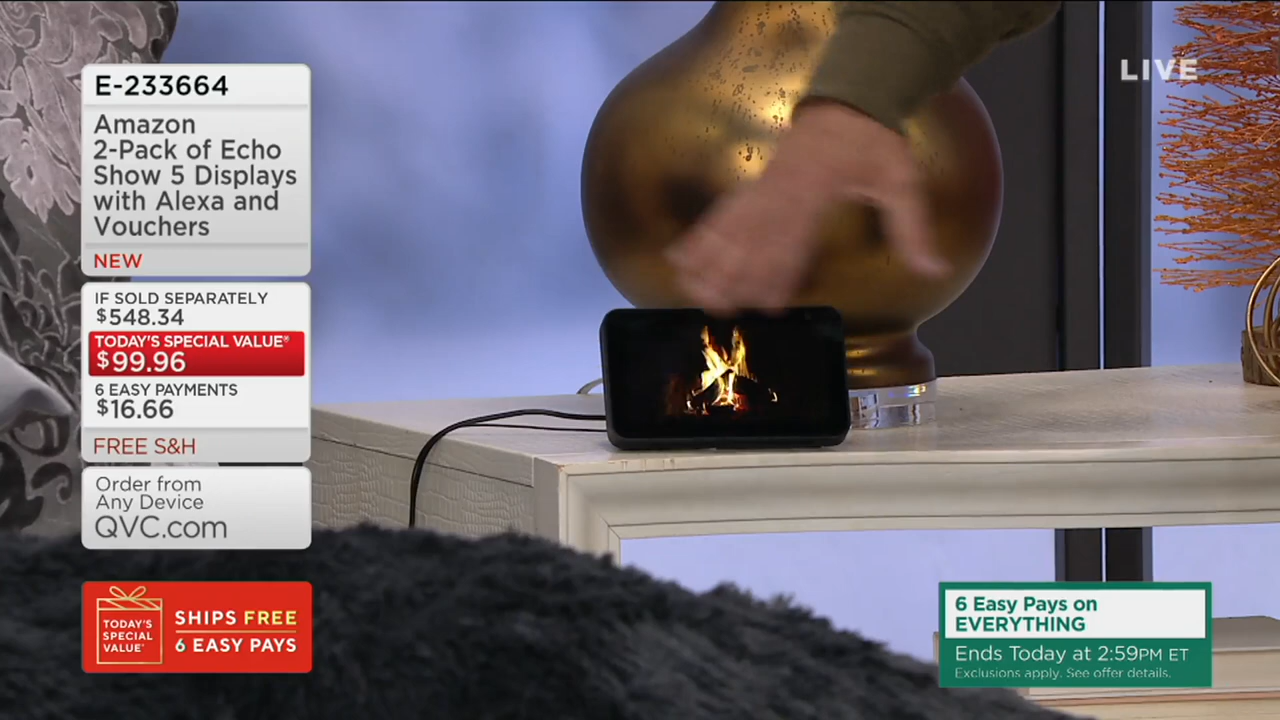 LIVE
E-233664
Amazon
2-Pack of Echo
Show 5 Displays
with Alexa and
Vouchers
NEW
IF SOLD SEPARATELY
$548.34
TODAY'S SPECIAL VALUE®
$99.96
6 EASY PAYMENTS
$16.66
FREE S&H
Order from
Any Device
QVC.com
TODAY'S
SPECIAL
VALUE®
SHIPS FREE
6 EASY PAYS
6 Easy Pays on
EVERYTHING
Ends Today at 2:59PM ET
Exclusions apply. See offer details.